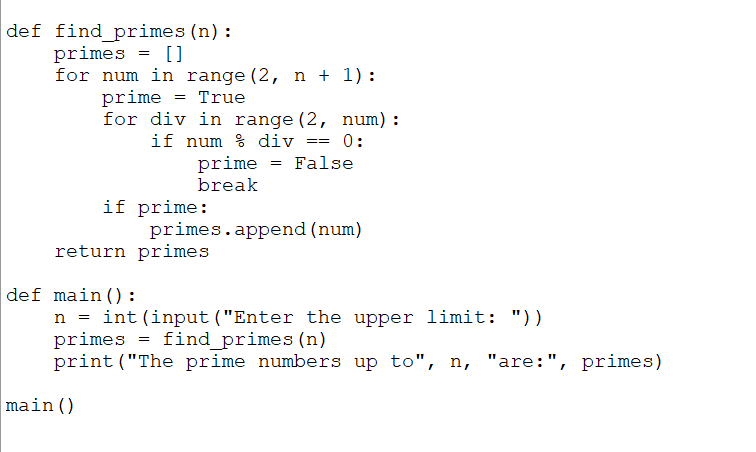 def find_primes(n):
    primes = []
    for num in range(2, n + 1):
        prime = True
        for div in range(2, num):
            if num % div == 0:
                prime = False
                break
        if prime:
            primes.append(num)
    return primes

def main():
    n = int(input("Enter the upper limit: "))
    primes = find_primes(n)
    print("The prime numbers up to", n, "are:", primes)

main()